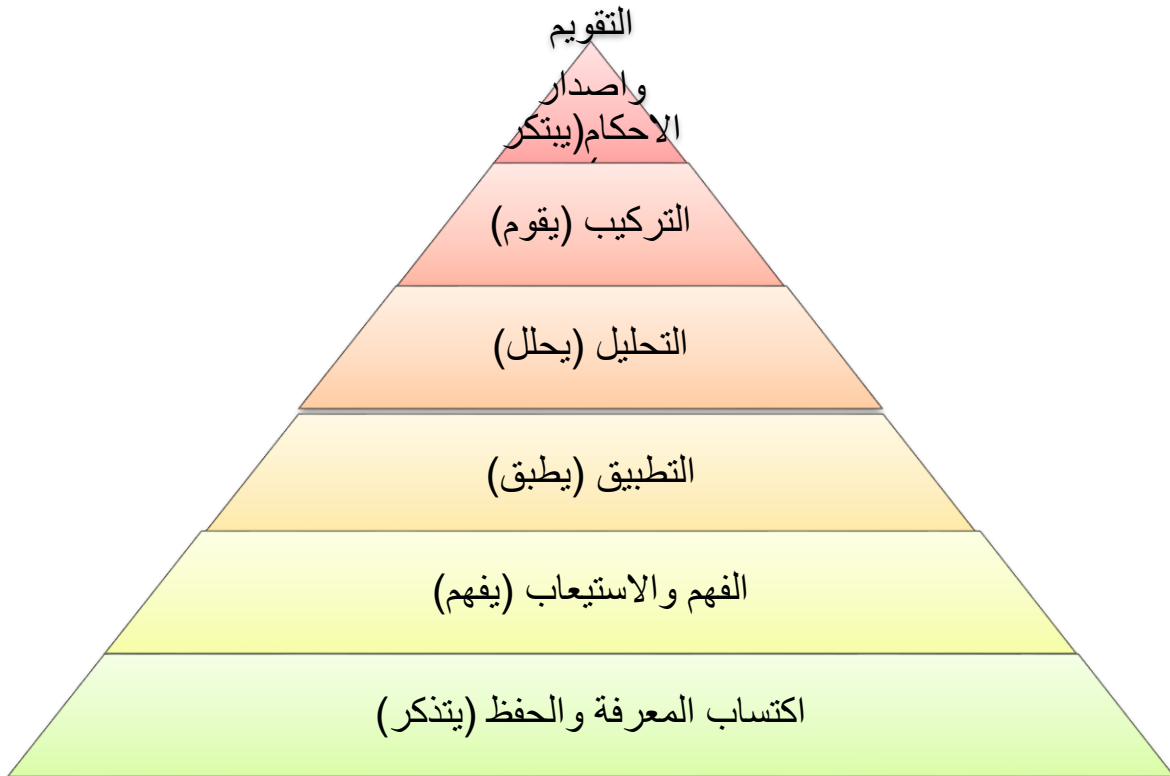 التقويم
واصدار
الاحكام(يبتكر
)
التركيب (يقوم)
التحليل (يحلل)
التطبيق (يطبق)
الفهم والاستيعاب (يفهم)
اكتساب المعرفة والحفظ (يتذكر)